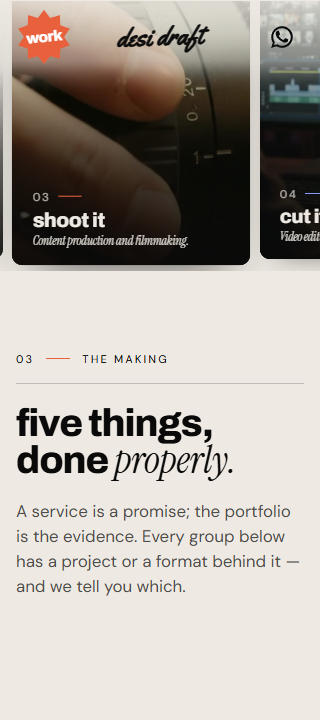 work
desi draft
20
1
03
shoot it
Content production and filmmaking.
04
cut i
Video edit
03 — THE MAKING
five things,
done properly.
A service is a promise; the portfolio
is the evidence. Every group below
has a project or a format behind it —
and we tell you which.